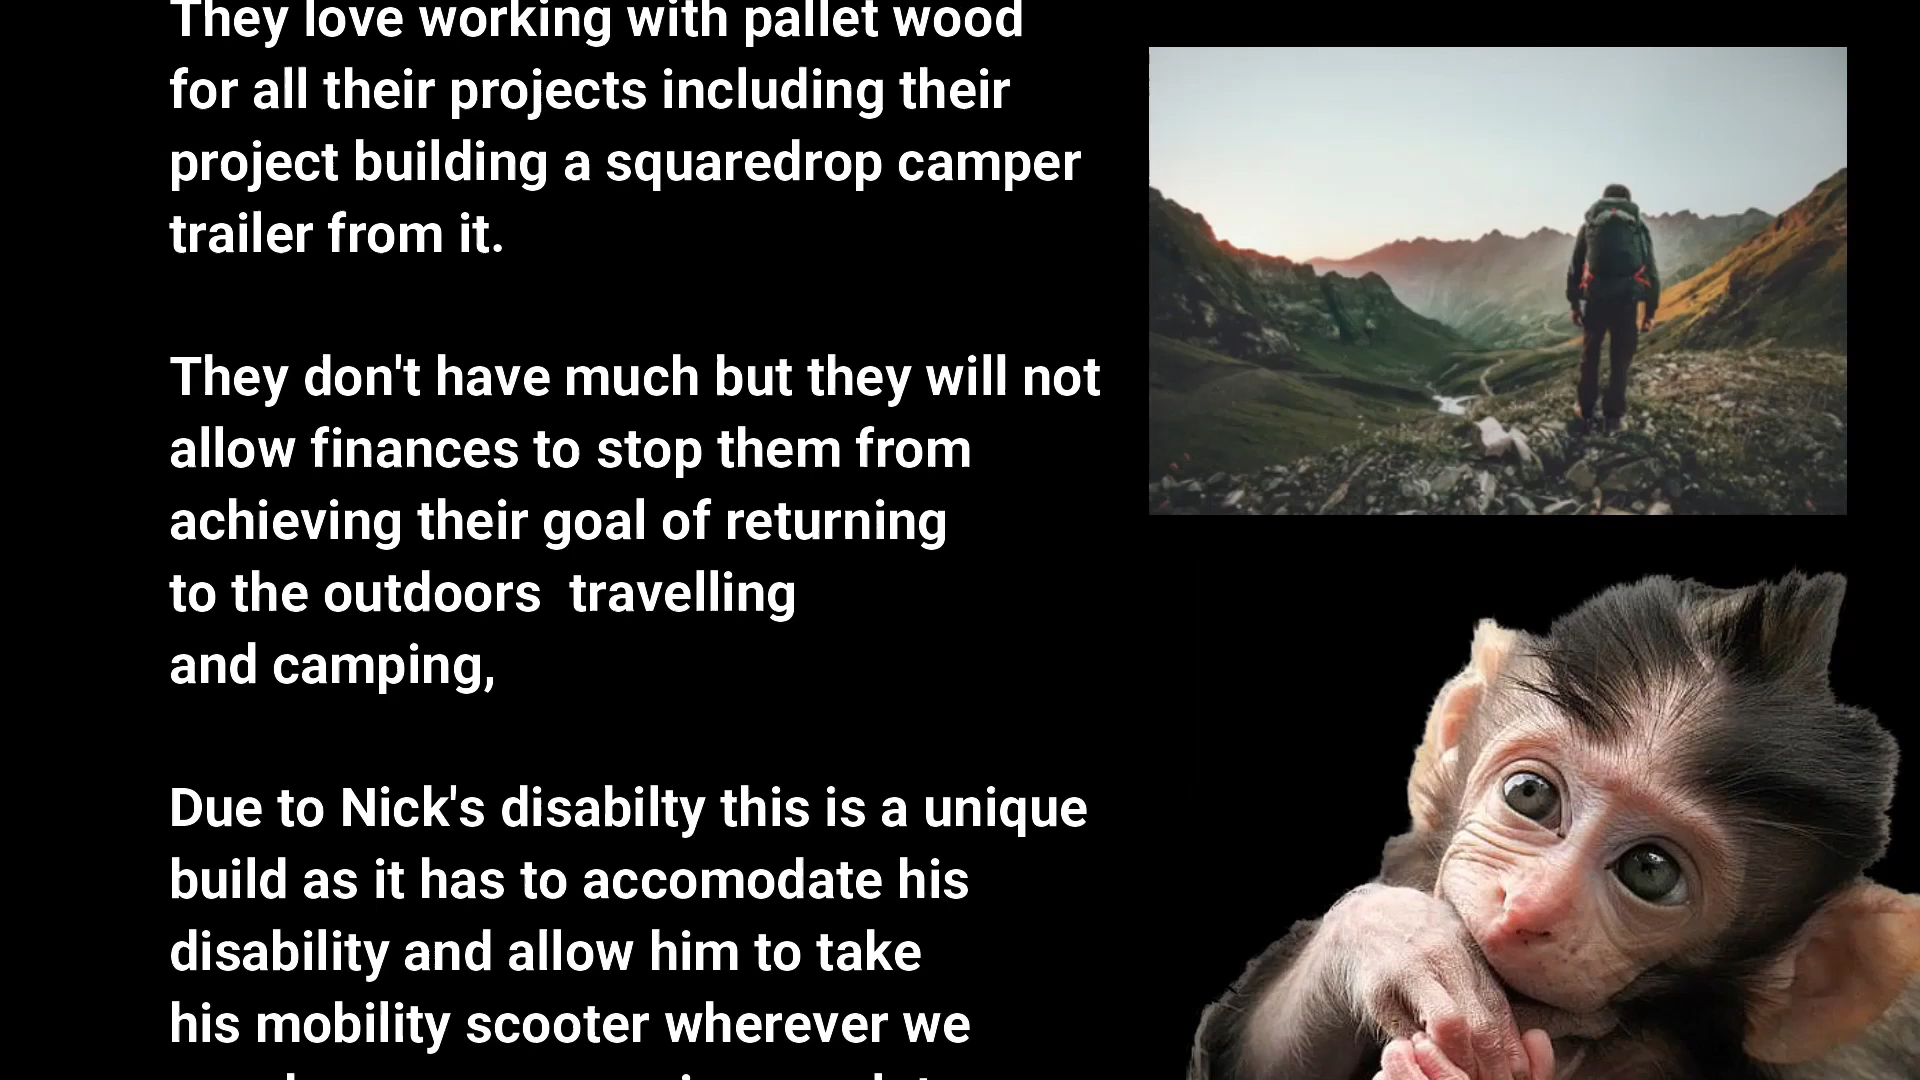 They love working with pallet wood
for all their projects including their
project building a squaredrop camper
trailer from it.
They don't have much but they will not
allow finances to stop them from
achieving their goal of returning
to the outdoors  travelling
and camping,
Due to Nick's disabilty this is a unique
build as it has to accomodate his
disability and allow him to take
his mobility scooter wherever we